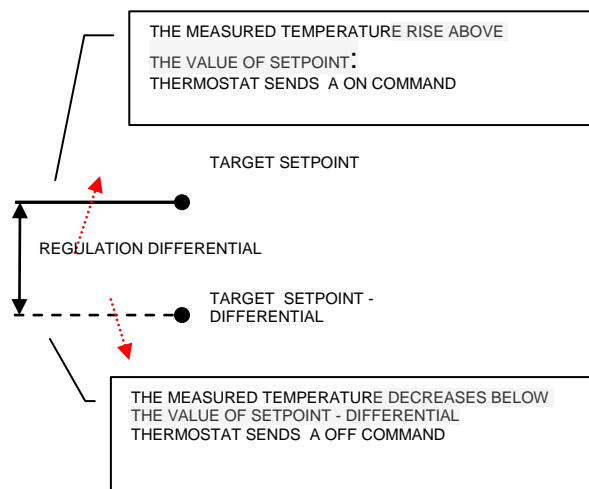 THE MEASURED TEMPERATURE RISE ABOVE
THE VALUE OF SETPOINT:
THERMOSTAT SENDS A ON COMMAND
TARGET SETPOINT
REGULATION DIFFERENTIAL
TARGET SETPOINT -
DIFFERENTIAL
THE MEASURED TEMPERATURE DECREASES BELOW
THE VALUE OF SETPOINT - DIFFERENTIAL
THERMOSTAT SENDS A OFF COMMAND